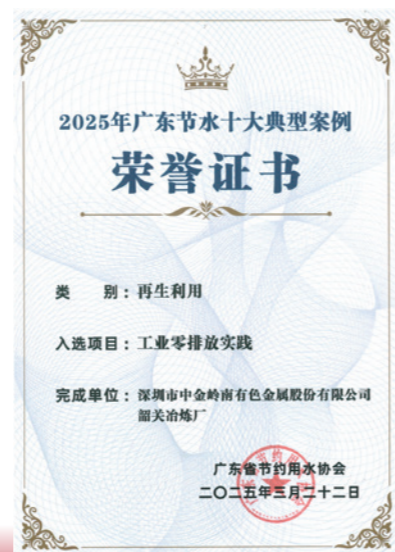 2025年广东节水十大典型案例
荣誉证书
类 别：再生利用
入选项目：工业零排放实践
完成单位：深圳市中金岭南有色金属股份有限公司
韶关冶炼厂
广东省节约用水协会
二〇二五年三月二十二日